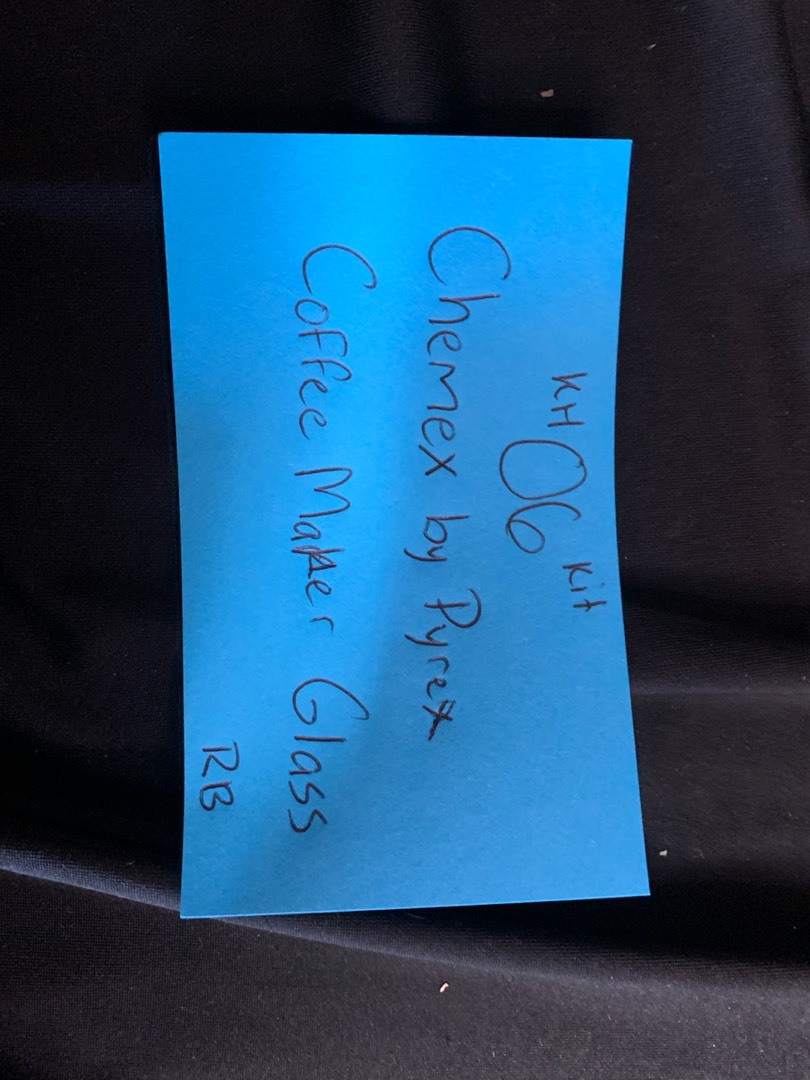 KH 06 Kit
Chemex by Pyrex
Coffee Maker Glass
RB